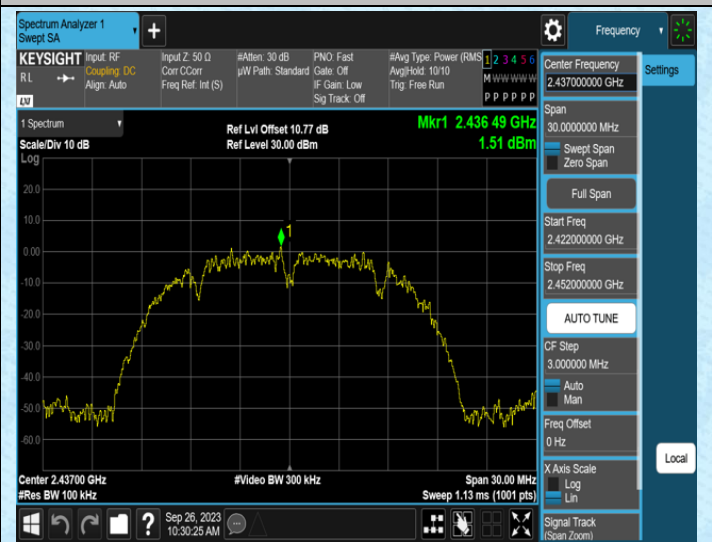 Spectrum Analyzer 1
Swept SA
+
Frequency
KEYSIGHT
RL
LXI
Input: RF
Coupling: DC
Align: Auto
Input Z: 50 Ω
Corr CCorr
Freq Ref: Int (S)
#Atten: 30 dB
µW Path: Standard
PNO: Fast
Gate: Off
IF Gain: Low
Sig Track: Off
#Avg Type: Power (RMS
Avg|Hold: 10/10
Trig: Free Run
1 2 3 4 5 6
M W W W W W
P P P P P P
1 Spectrum
Scale/Div 10 dB
Log
Ref Lvl Offset 10.77 dB
Ref Level 30.00 dBm
Mkr1 2.436 49 GHz
1.51 dBm
20.0
10.0
0.00
-10.0
-20.0
-30.0
-40.0
-50.0
-60.0
1
Center 2.43700 GHz
#Res BW 100 kHz
#Video BW 300 kHz
Span 30.00 MHz
Sweep 1.13 ms (1001 pts)
?
Sep 26, 2023
10:30:25 AM
Center Frequency
2.437000000 GHz
Span
30.0000000 MHz
Swept Span
Zero Span
Full Span
Start Freq
2.422000000 GHz
Stop Freq
2.452000000 GHz
AUTO TUNE
CF Step
3.000000 MHz
Auto
Man
Freq Offset
0 Hz
X Axis Scale
Log
Lin
Signal Track
(Span Zoom)
Settings
Local